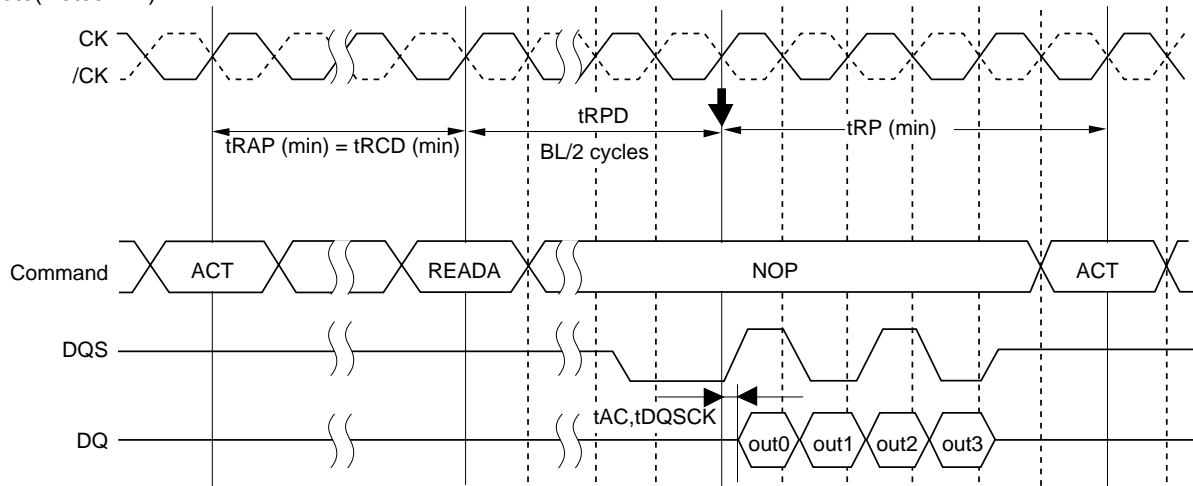 CK
/CK
tRPD
tRP (min)
tRAP (min) = tRCD (min)
BL/2 cycles
Command
ACT
READA
NOP
ACT
DQS
tAC,tDQSCK
DQ
out0
out1
out2
out3